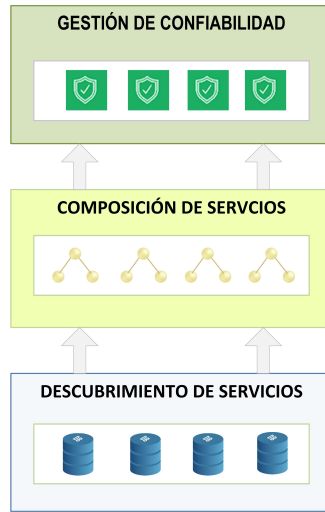 GESTIÓN DE CONFIABILIDAD
COMPOSICIÓN DE SERVCIOS
DESCUBRIMIENTO DE SERVICIOS